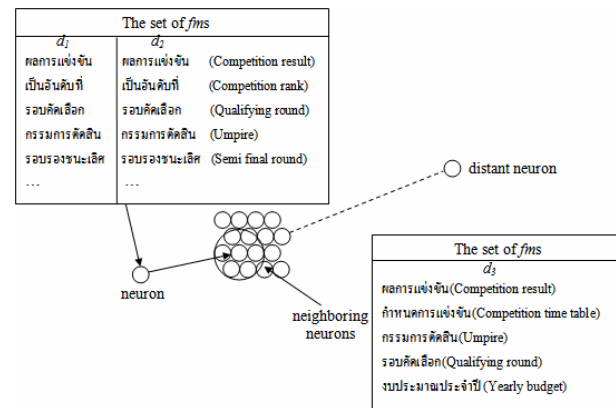 The set of fms
d1 d2
ผลการแข่งขัน ผลการแข่งขัน (Competition result)
เป็นอันดับที่ เป็นอันดับที่ (Competition rank)
รอบคัดเลือก รอบคัดเลือก (Qualifying round)
กรรมการตัดสิน กรรมการตัดสิน (Umpire)
รอบรองชนะเลิศ รอบรองชนะเลิศ (Semi final round)
... ...
distant neuron
neuron
neighboring
neurons
The set of fms
d3
ผลการแข่งขัน(Competition result)
กำหนดการแข่งขัน(Competition time table)
กรรมการตัดสิน(Umpire)
รอบคัดเลือก(Qualifying round)
งบประมาณประจำปี(Yearly budget)